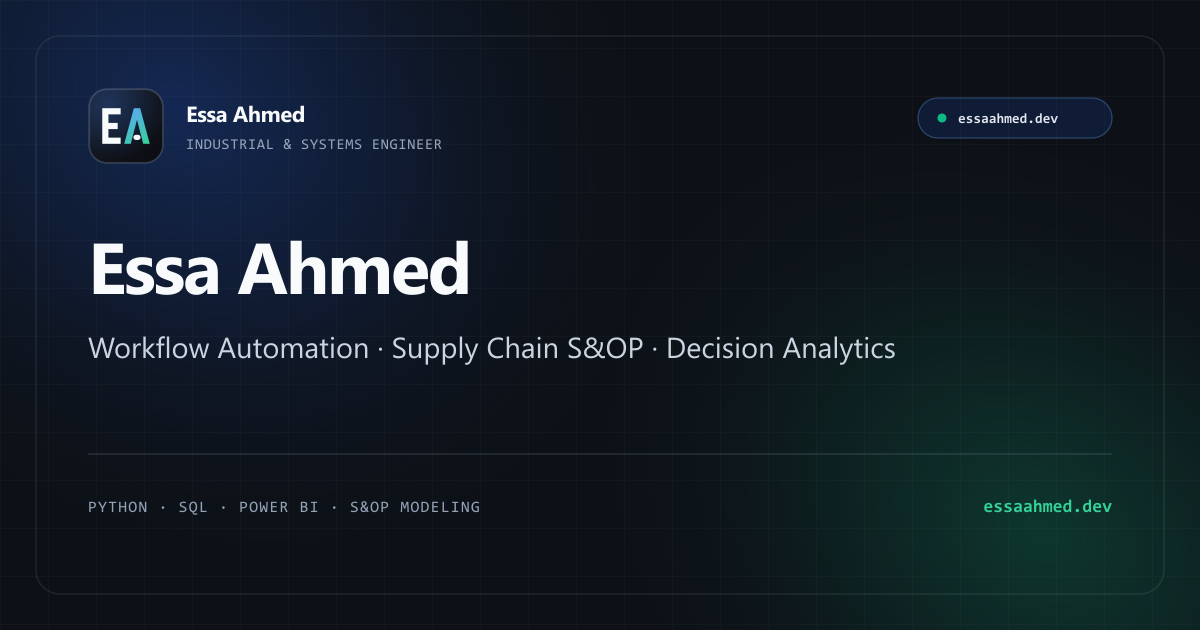 EA
Essa Ahmed
INDUSTRIAL & SYSTEMS ENGINEER
essaahmed.dev
Essa Ahmed
Workflow Automation · Supply Chain S&OP · Decision Analytics
PYTHON · SQL · POWER BI · S&OP MODELING
essaahmed.dev